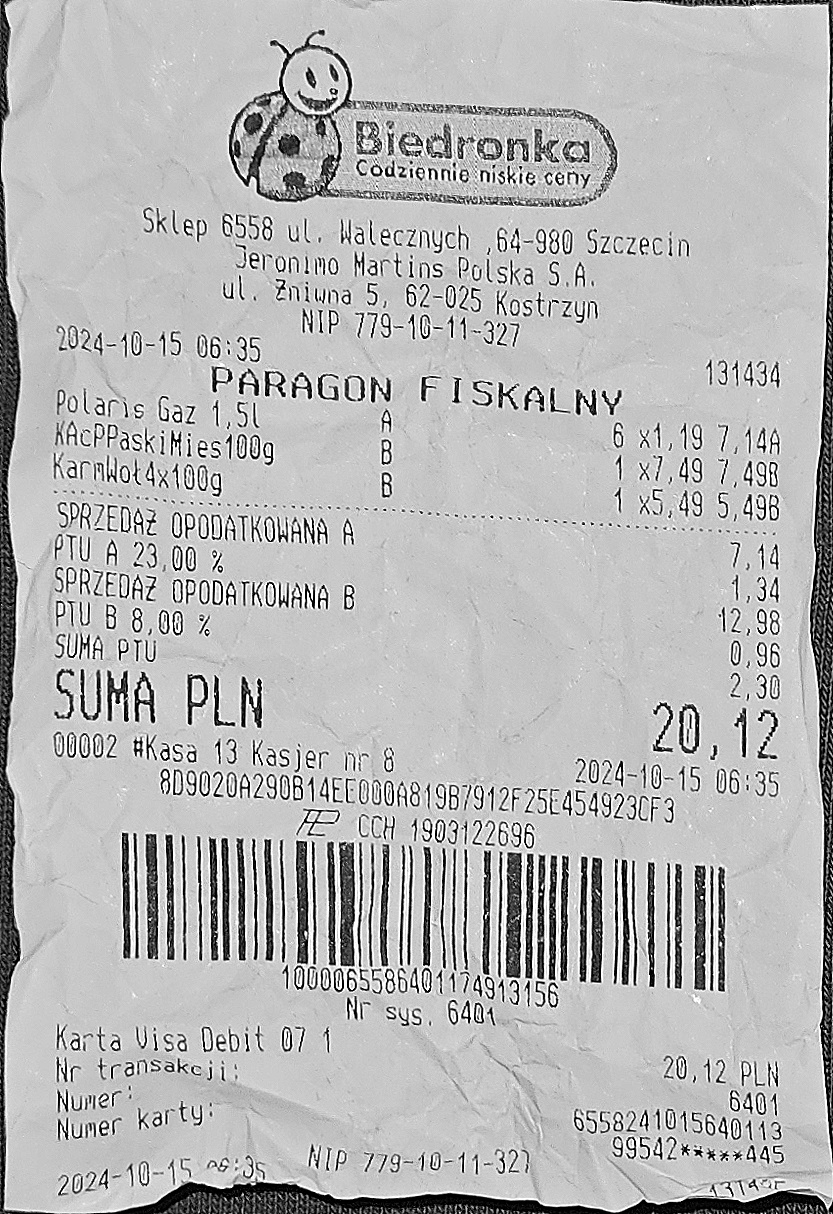 Biedronka
Codziennie niskie ceny
Sklep 6558 ul. Walecznych ,64-980 Szczecin
Jeronimo Martins Polska S.A.
ul. Żniwna 5, 62-025 Kostrzyn
NIP 779-10-11-327
2024-10-15 06:35 131434
PARAGON FISKALNY
Polaris Gaz 1,5l A 6 x1,19 7,14A
KAcPPaskiMies100g B 1 x7,49 7,49B
KarmWoł4x100g B 1 x5,49 5,49B
SPRZEDAŻ OPODATKOWANA A 7,14
PTU A 23,00 % 1,34
SPRZEDAŻ OPODATKOWANA B 12,98
PTU B 8,00 % 0,96
SUMA PTU 2,30
SUMA PLN 20,12
00002 #Kasa 13 Kasjer nr 8 2024-10-15 06:35
8D9020A290B14EE000A819B7912F25E454923CF3
CCH 1903122696
1000065586401174913156
Nr sys. 6401
Karta Visa Debit 07 1 20,12 PLN
Nr transakcji: 6401
Numer: 6558241015640113
Numer karty: 99542*****445
2024-10-15 06:35 NIP 779-10-11-327